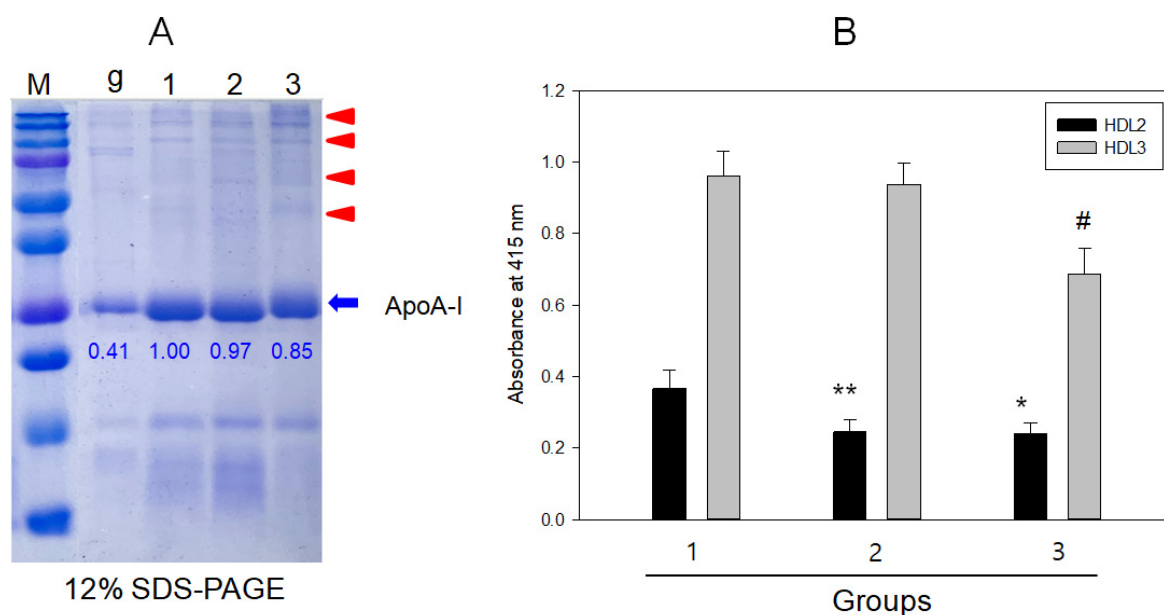 A
M g 1 2 3
ApoA-I
0.41 1.00 0.97 0.85
12% SDS-PAGE
B
1.2
1.0
0.8
0.6
0.4
0.2
0.0
Absorbance at 415 nm
HDL2
HDL3
**
*
#
1 2 3
Groups